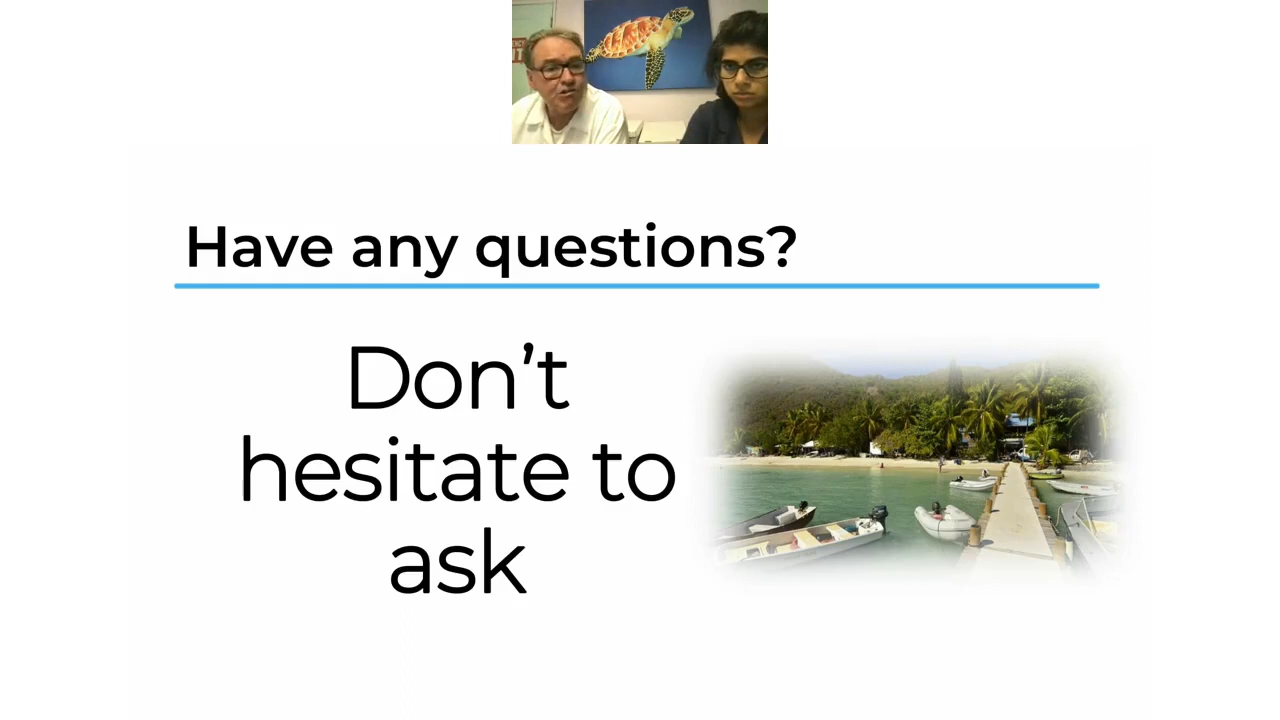 Have any questions?
Don't
hesitate to
ask